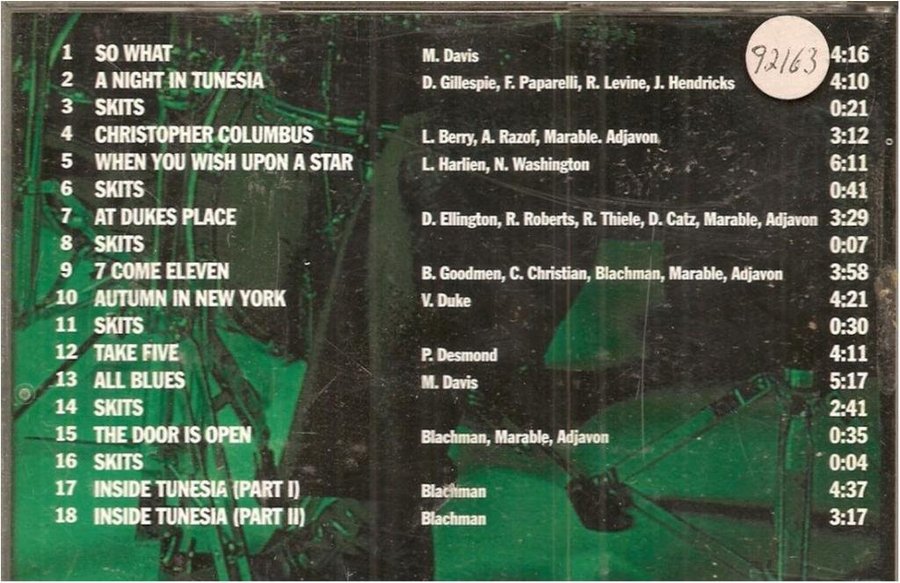 1 SO WHAT M. Davis 4:16
2 A NIGHT IN TUNESIA D. Gillespie, F. Paparelli, R. Levine, J. Hendricks 4:10
3 SKITS 0:21
4 CHRISTOPHER COLUMBUS L. Berry, A. Razof, Marable. Adjavon 3:12
5 WHEN YOU WISH UPON A STAR L. Harlien, N. Washington 6:11
6 SKITS 0:41
7 AT DUKES PLACE D. Ellington, R. Roberts, R. Thiele, D. Catz, Marable, Adjavon 3:29
8 SKITS 0:07
9 7 COME ELEVEN B. Goodmen, C. Christian, Blachman, Marable, Adjavon 3:58
10 AUTUMN IN NEW YORK V. Duke 4:21
11 SKITS 0:30
12 TAKE FIVE P. Desmond 4:11
13 ALL BLUES M. Davis 5:17
14 SKITS 2:41
15 THE DOOR IS OPEN Blachman, Marable, Adjavon 0:35
16 SKITS 0:04
17 INSIDE TUNESIA (PART I) Blachman 4:37
18 INSIDE TUNESIA (PART II) Blachman 3:17
92163